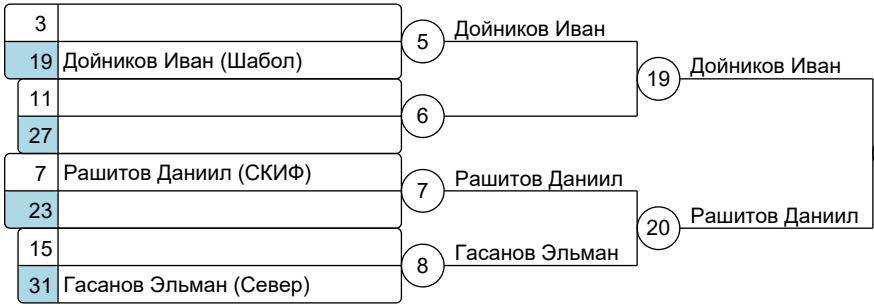 3
5 Дойников Иван
19 Дойников Иван (Шабол)
19 Дойников Иван
11
6
27
7 Рашитов Даниил (СКИФ)
7 Рашитов Даниил
23
20 Рашитов Даниил
15
8 Гасанов Эльман
31 Гасанов Эльман (Север)